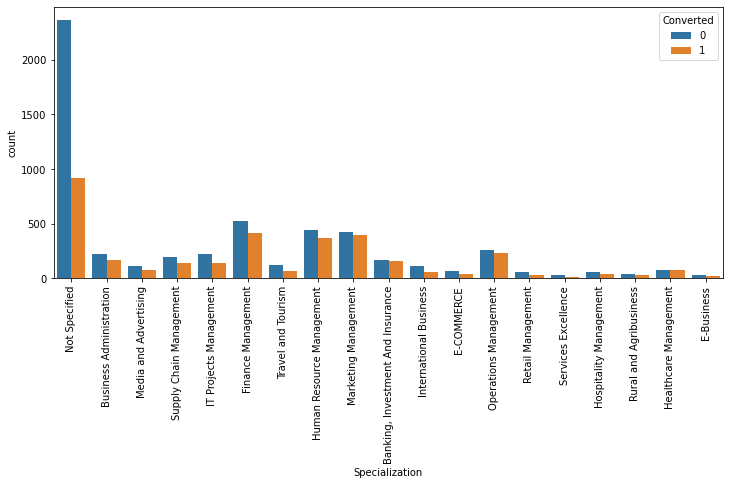 Converted
0
1
count
2000
1500
1000
500
0
Not Specified
Business Administration
Media and Advertising
Supply Chain Management
IT Projects Management
Finance Management
Travel and Tourism
Human Resource Management
Marketing Management
Banking, Investment And Insurance
International Business
E-COMMERCE
Operations Management
Retail Management
Services Excellence
Hospitality Management
Rural and Agribusiness
Healthcare Management
E-Business
Specialization